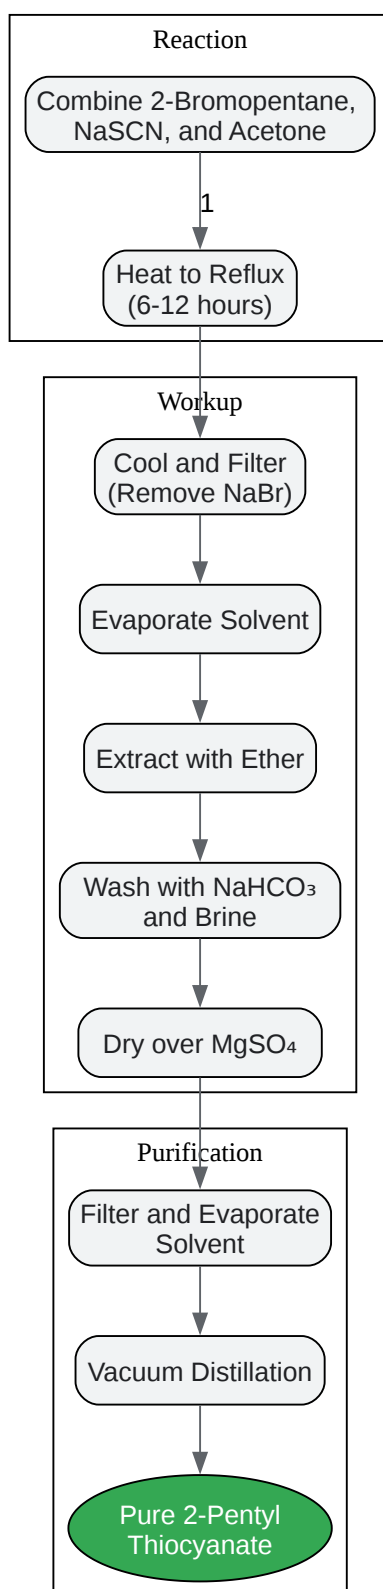 Reaction
Combine 2-Bromopentane,
NaSCN, and Acetone
1
Heat to Reflux
(6-12 hours)
Workup
Cool and Filter
(Remove NaBr)
Evaporate Solvent
Extract with Ether
Wash with NaHCO₃
and Brine
Dry over MgSO₄
Purification
Filter and Evaporate
Solvent
Vacuum Distillation
Pure 2-Pentyl
Thiocyanate